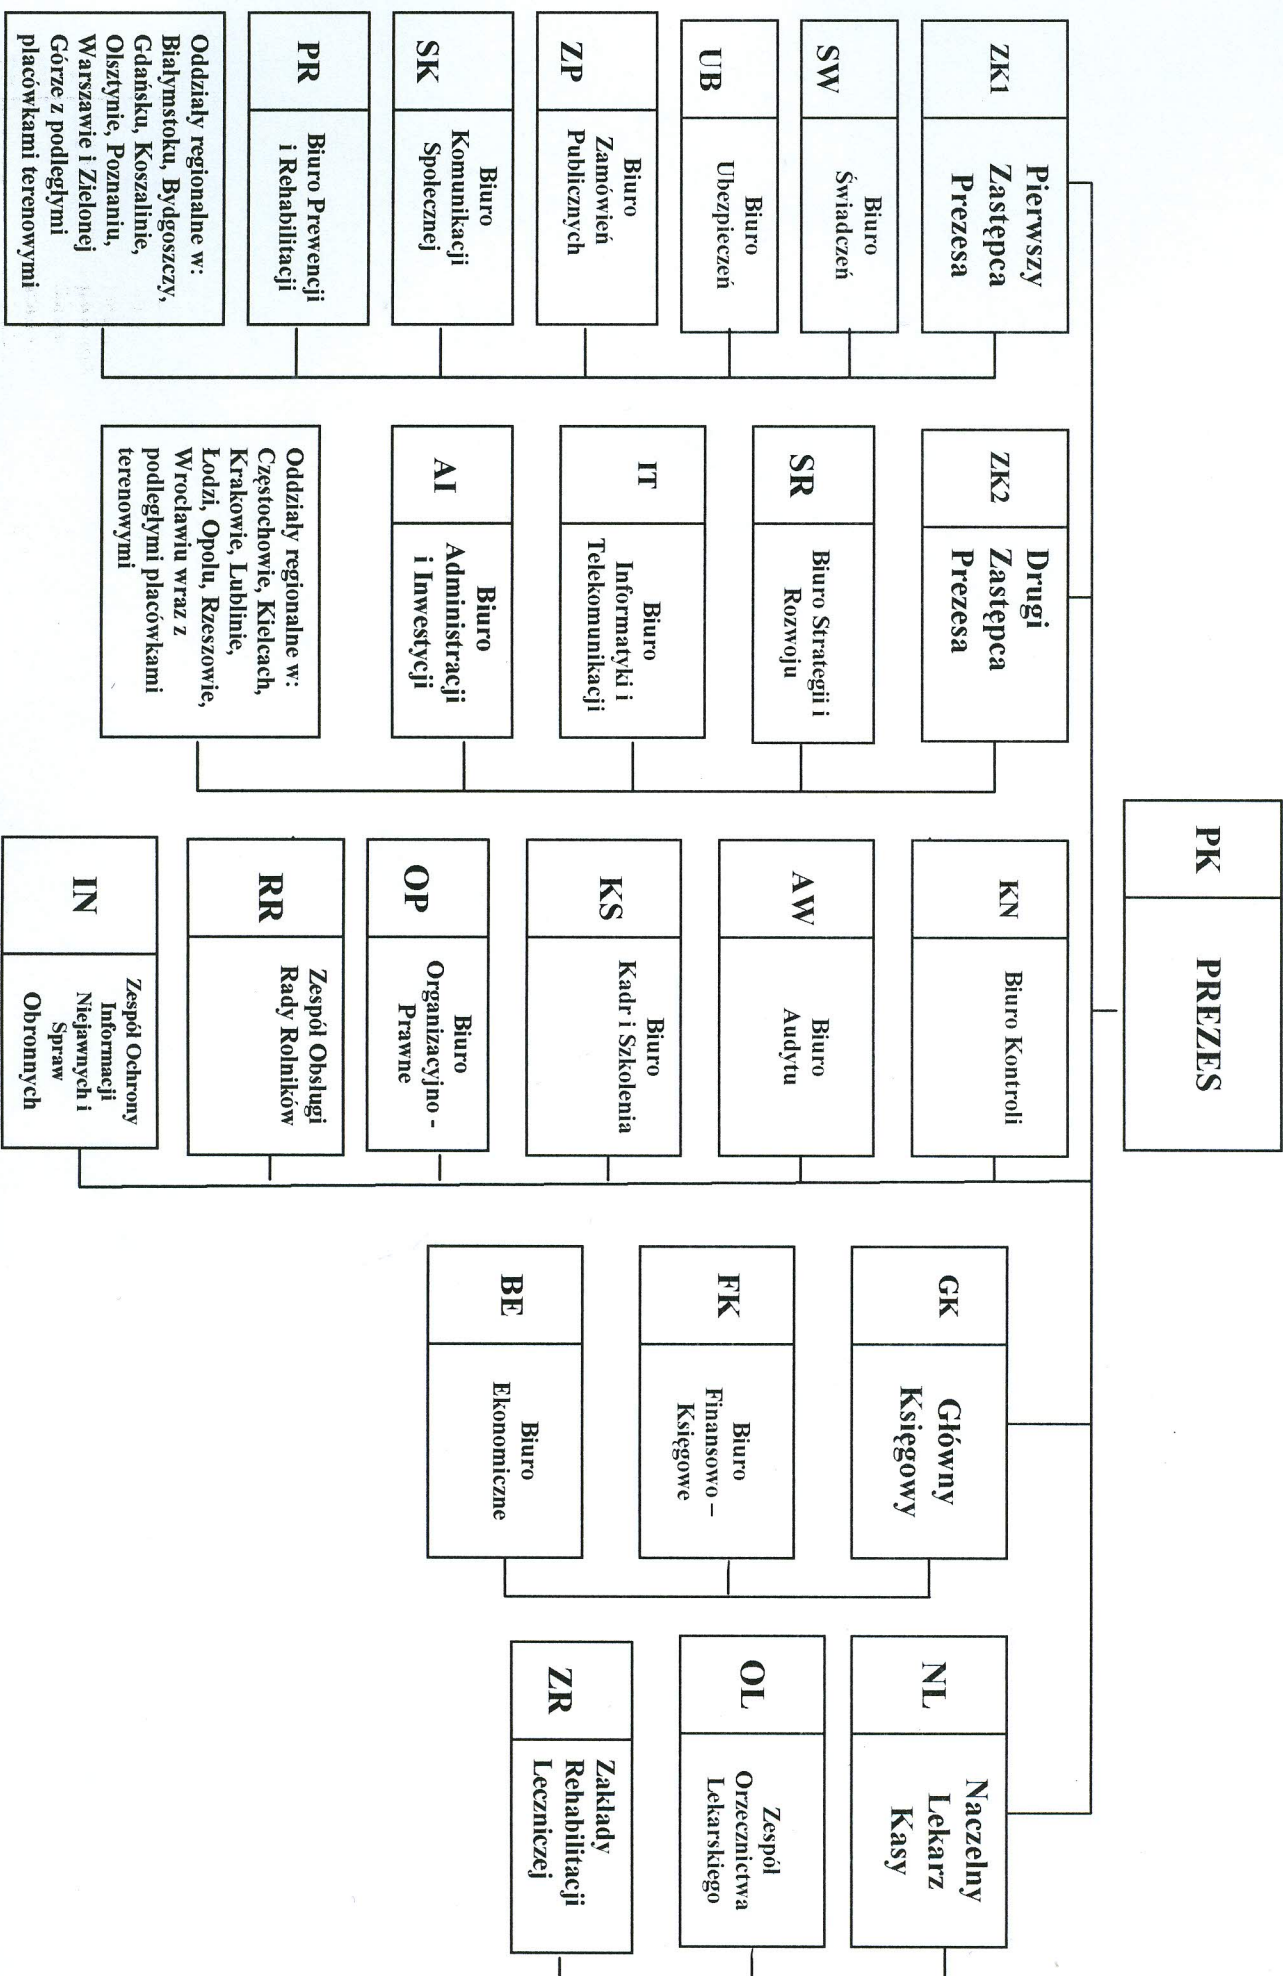 PK
PREZES
ZK1
Pierwszy
Zastępca
Prezesa
SW
Biuro
Świadczeń
UB
Biuro
Ubezpieczeń
ZP
Biuro
Zamówień
Publicznych
SK
Biuro
Komunikacji
Społecznej
PR
Biuro Prewencji
i Rehabilitacji
Oddziały regionalne w:
Białymstoku, Bydgoszczy,
Gdańsku, Koszalinie,
Olsztynie, Poznaniu,
Warszawie i Zielonej
Górze z podległymi
placówkami terenowymi
ZK2
Drugi
Zastępca
Prezesa
SR
Biuro Strategii i
Rozwoju
IT
Biuro
Informatyki i
Telekomunikacji
AI
Biuro
Administracji
i Inwestycji
Oddziały regionalne w:
Częstochowie, Kielcach,
Krakowie, Lublinie,
Łodzi, Opolu, Rzeszowie,
Wrocławiu wraz z
podległymi placówkami
terenowymi
KN
Biuro Kontroli
AW
Biuro
Audytu
KS
Biuro
Kadr i Szkolenia
OP
Biuro
Organizacyjno -
Prawne
RR
Zespół Obsługi
Rady Rolników
IN
Zespół Ochrony
Informacji
Niejawnych i
Spraw
Obronnych
GK
Główny
Księgowy
FK
Biuro
Finansowo –
Księgowe
BE
Biuro
Ekonomiczne
NL
Naczelny
Lekarz
Kasy
OL
Zespół
Orzecznictwa
Lekarskiego
ZR
Zakłady
Rehabilitacji
Leczniczej